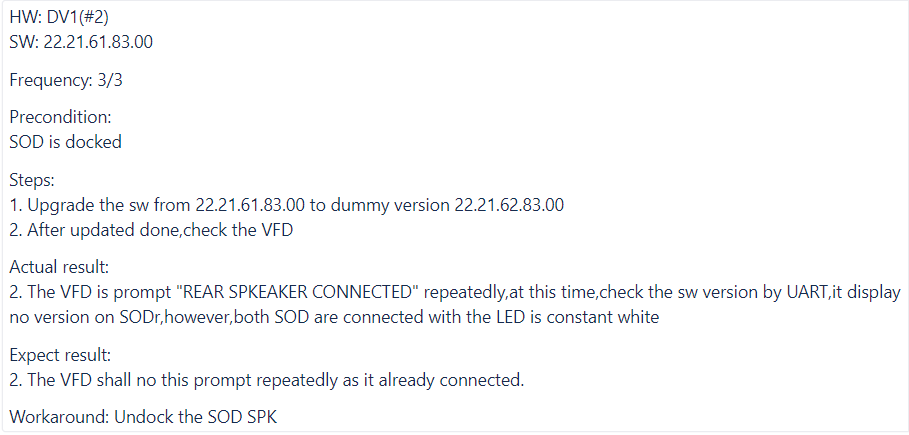 HW: DV1(#2)
SW: 22.21.61.83.00
Frequency: 3/3
Precondition:
SOD is docked
Steps:
1. Upgrade the sw from 22.21.61.83.00 to dummy version 22.21.62.83.00
2. After updated done,check the VFD
Actual result:
2. The VFD is prompt "REAR SPKEAKER CONNECTED" repeatedly,at this time,check the sw version by UART,it display
no version on SODr,however,both SOD are connected with the LED is constant white
Expect result:
2. The VFD shall no this prompt repeatedly as it already connected.
Workaround: Undock the SOD SPK